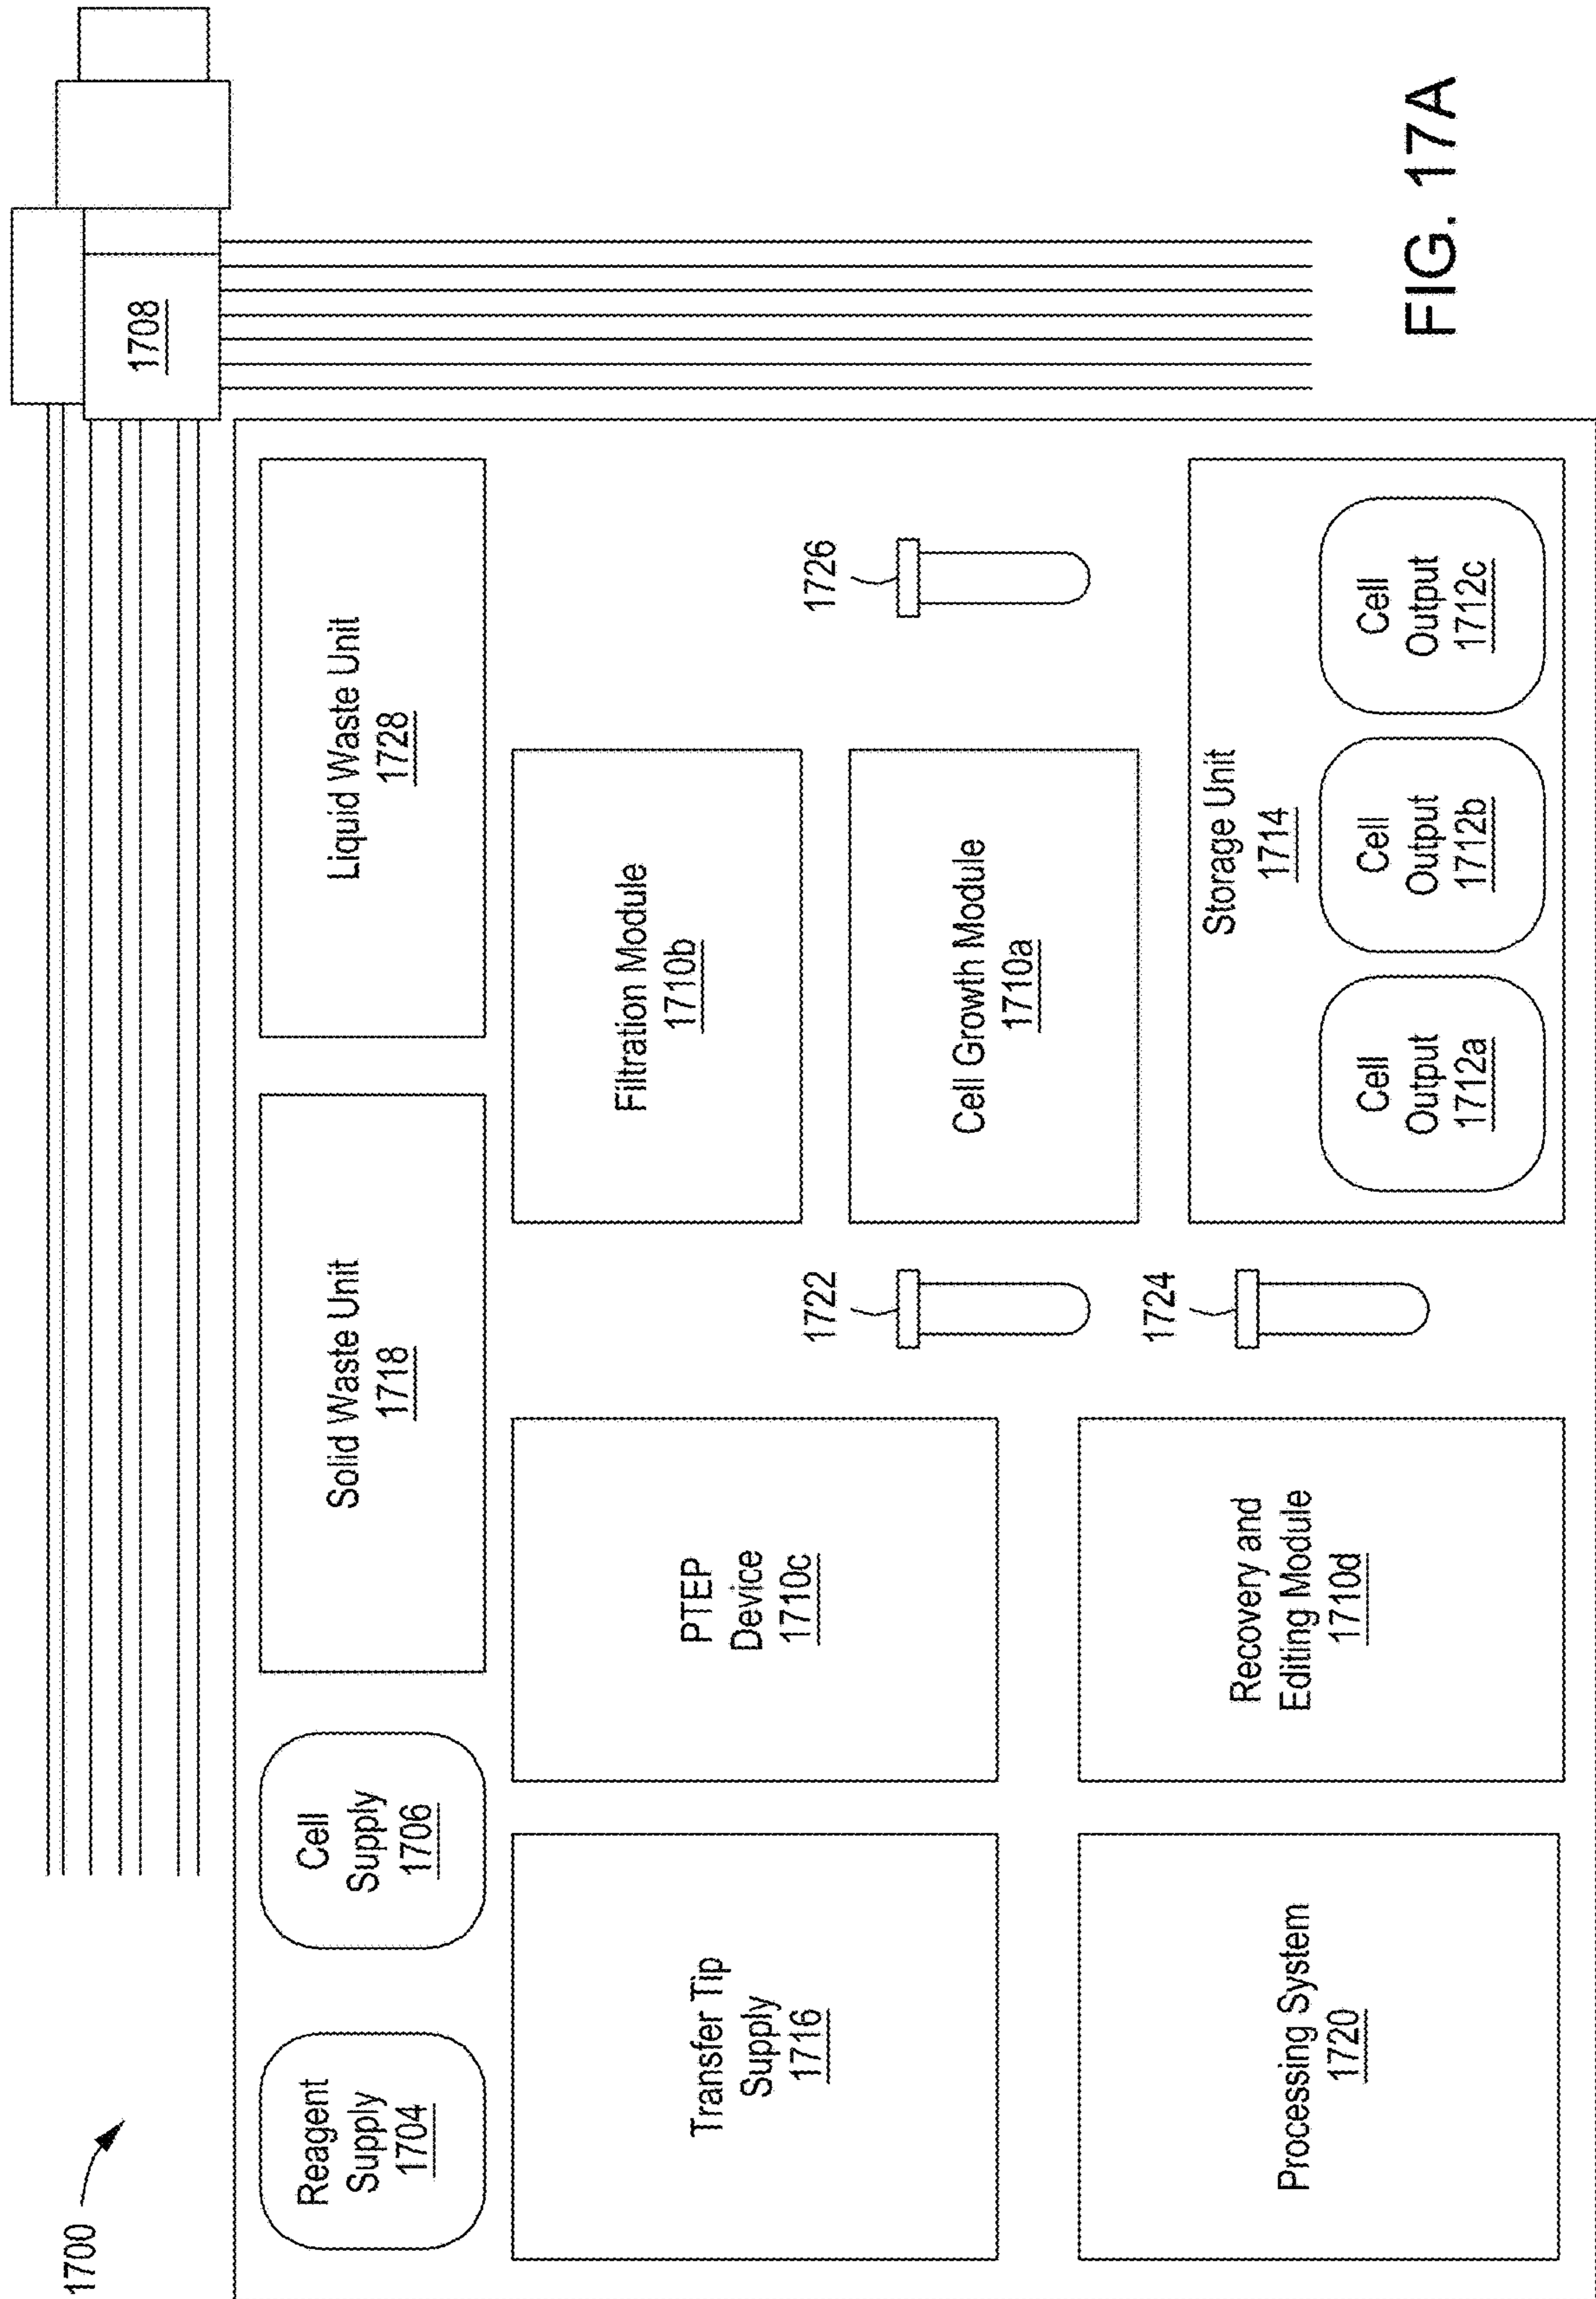 1700
1708
Reagent
Supply
1704
Cell
Supply
1706
Solid Waste Unit
1718
Liquid Waste Unit
1728
Transfer Tip
Supply
1716
PTEP
Device
1710c
Filtration Module
1710b
1722
1726
Cell Growth Module
1710a
Processing System
1720
Recovery and
Editing Module
1710d
1724
Storage Unit
1714
Cell
Output
1712a
Cell
Output
1712b
Cell
Output
1712c
FIG. 17A